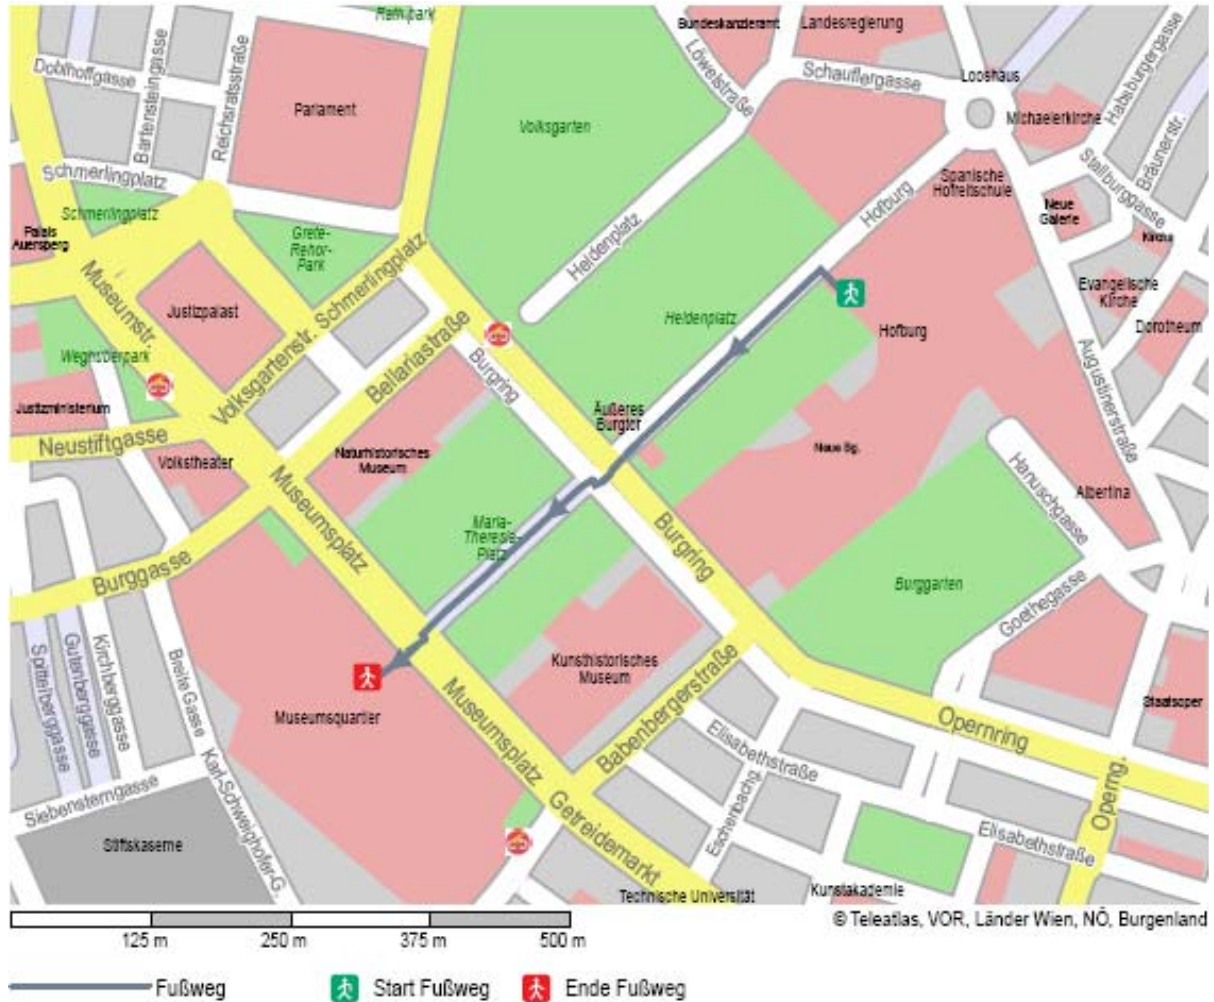 Rathpark
Bundeskanzleramt
Landesregierung
Doblhoffgasse
Bartensteingasse
Reichsratsstraße
Parlament
Volksgarten
Löwelstraße
Schauflergasse
Looshaus
Michaelerkirche
Habsburgergasse
Bräunerstr.
Stallburggasse
Schmerlingplatz
Schmerlingplatz
Palais
Auersperg
Grete-
Rehor-
Park
Schmerlingplatz
Heldenplatz
Hofburg
Spanische
Hofreitschule
Neue
Galerie
Kirche
Evangelische
Kirche
Dorotheum
Museumstr.
Justizpalast
Volksgartenstr.
Bellariastraße
Burgring
Heldenplatz
Hofburg
Augustinerstraße
Weghuberpark
Justizministerium
Neustiftgasse
Volkstheater
Naturhistorisches
Museum
Äußeres
Burgtor
Neue Bg.
Hanuschgasse
Albertina
Museumsplatz
Maria-
Theresia-
Platz
Burgring
Burggarten
Goethegasse
Burggasse
Spittelberggasse
Gutenberggasse
Kirchberggasse
Breite Gasse
Museumsquartier
Kunsthistorisches
Museum
Staatsoper
Museumsplatz
Babenbergerstraße
Opernring
Elisabethstraße
Operng.
Siebensterngasse
Karl-Schweighofer-G.
Stiftskaserne
Getreidemarkt
Eschenbachg.
Elisabethstraße
Technische Universität
Kunstakademie
125 m 250 m 375 m 500 m
© Teleatlas, VOR, Länder Wien, NÖ, Burgenland
Fußweg Start Fußweg Ende Fußweg